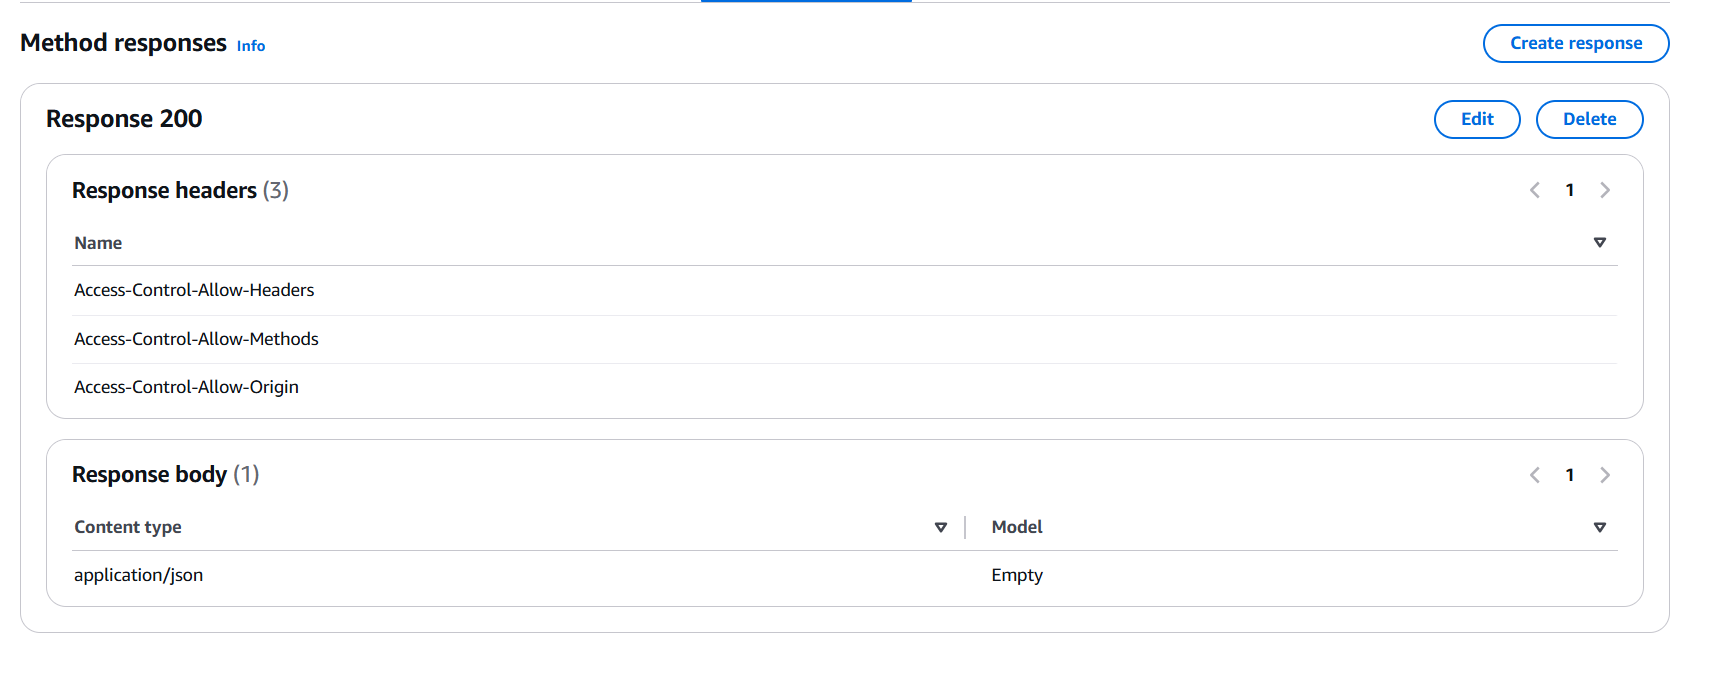 Method responses Info
Create response
Response 200
Edit Delete
Response headers (3)
1
Name
Access-Control-Allow-Headers
Access-Control-Allow-Methods
Access-Control-Allow-Origin
Response body (1)
1
Content type Model
application/json Empty